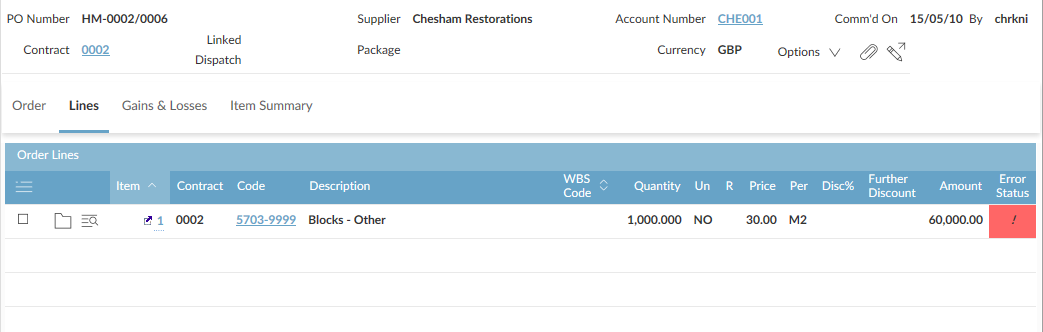 PO Number HM-0002/0006 Supplier Chesham Restorations Account Number CHE001 Comm'd On 15/05/10 By chrkni
Contract 0002 Linked Dispatch Package Currency GBP Options
Order Lines Gains & Losses Item Summary
Order Lines
Item Contract Code Description WBS Code Quantity Un R Price Per Disc% Further Discount Amount Error Status
1 0002 5703-9999 Blocks - Other 1,000.000 NO 30.00 M2 60,000.00 !